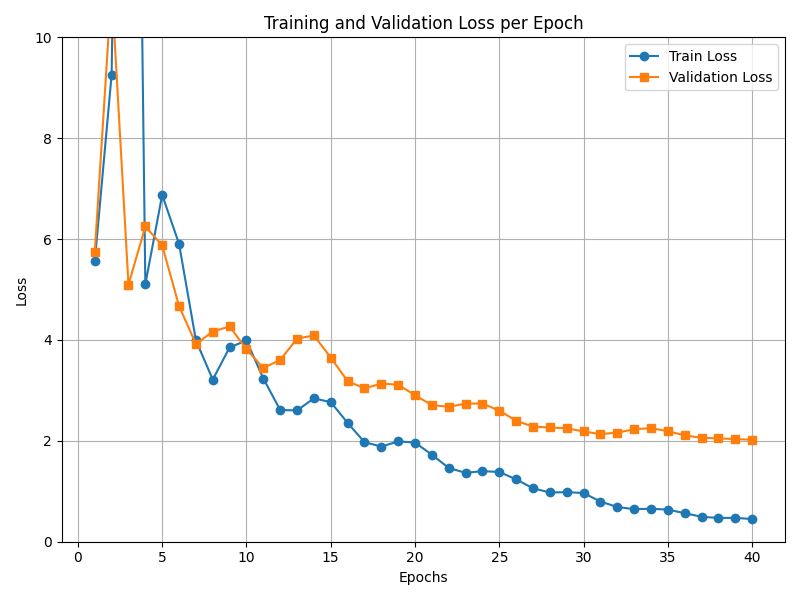 Training and Validation Loss per Epoch
Train Loss
Validation Loss
Loss
10
8
6
4
2
0
0 5 10 15 20 25 30 35 40
Epochs